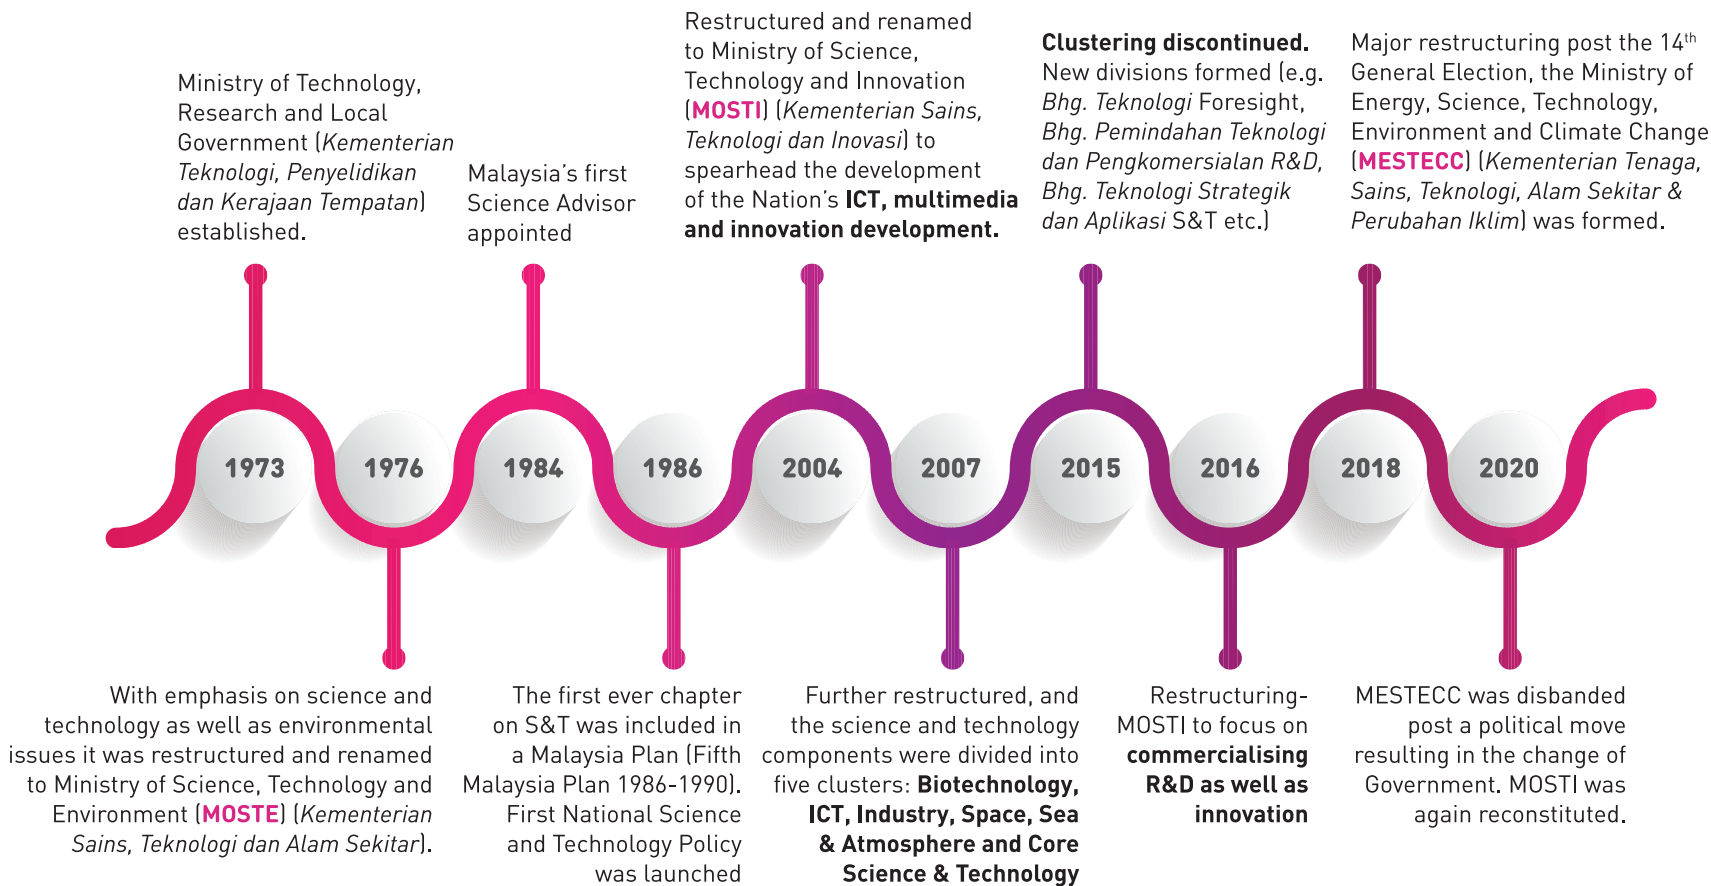 Ministry of Technology,
Research and Local
Government (Kementerian
Teknologi, Penyelidikan
dan Kerajaan Tempatan)
established.
Malaysia's first
Science Advisor
appointed
Restructured and renamed
to Ministry of Science,
Technology and Innovation
(MOSTI) (Kementerian Sains,
Teknologi dan Inovasi) to
spearhead the development
of the Nation's ICT, multimedia
and innovation development.
Clustering discontinued.
New divisions formed (e.g.
Bhg. Teknologi Foresight,
Bhg. Pemindahan Teknologi
dan Pengkomersialan R&D,
Bhg. Teknologi Strategik
dan Aplikasi S&T etc.)
Major restructuring post the 14th
General Election, the Ministry of
Energy, Science, Technology,
Environment and Climate Change
(MESTECC) (Kementerian Tenaga,
Sains, Teknologi, Alam Sekitar &
Perubahan Iklim) was formed.
1973
1976
1984
1986
2004
2007
2015
2016
2018
2020
With emphasis on science and
technology as well as environmental
issues it was restructured and renamed
to Ministry of Science, Technology and
Environment (MOSTE) (Kementerian
Sains, Teknologi dan Alam Sekitar).
The first ever chapter
on S&T was included in
a Malaysia Plan (Fifth
Malaysia Plan 1986-1990).
First National Science
and Technology Policy
was launched
Further restructured, and
the science and technology
components were divided into
five clusters: Biotechnology,
ICT, Industry, Space, Sea
& Atmosphere and Core
Science & Technology
Restructuring-
MOSTI to focus on
commercialising
R&D as well as
innovation
MESTECC was disbanded
post a political move
resulting in the change of
Government. MOSTI was
again reconstituted.